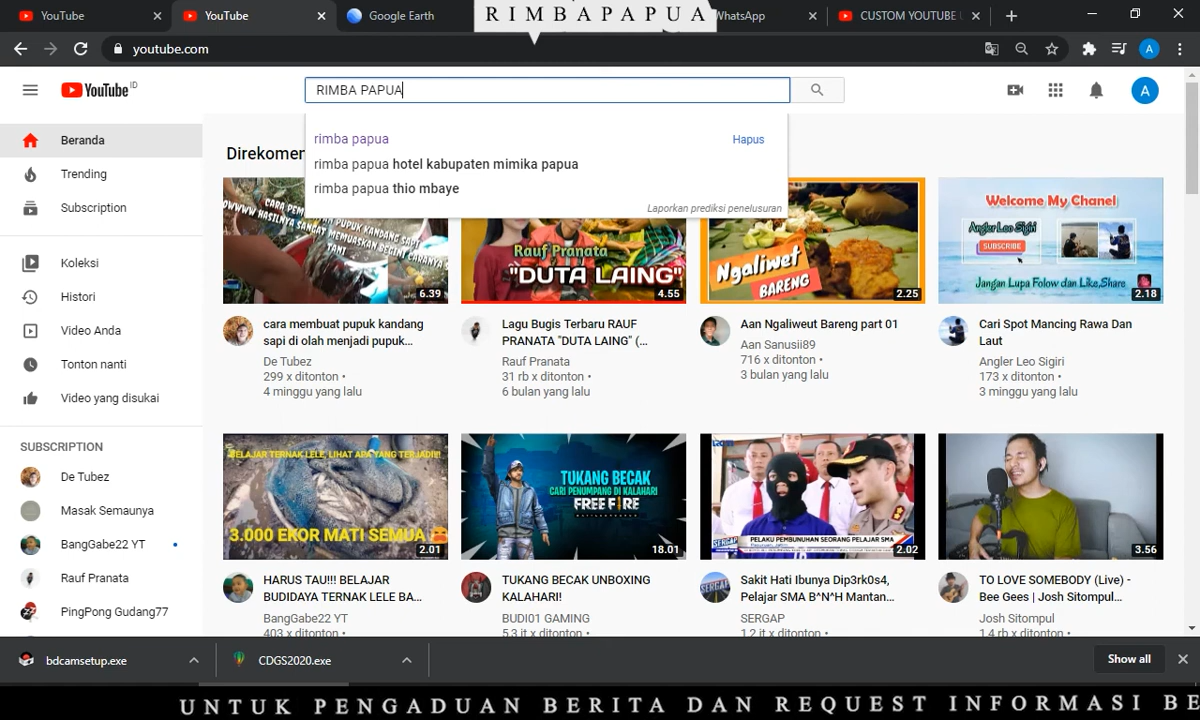 YouTube
YouTube
Google Earth
RIMBAPAPUA
WhatsApp
CUSTOM YOUTUBE
youtube.com
A
YouTube ID
RIMBA PAPUA
A
rimba papua
Hapus
rimba papua hotel kabupaten mimika papua
rimba papua thio mbaye
Laporkan prediksi penelusuran
Beranda
Trending
Subscription
Koleksi
Histori
Video Anda
Tonton nanti
Video yang disukai
SUBSCRIPTION
De Tubez
Masak Semaunya
BangGabe22 YT
Rauf Pranata
PingPong Gudang77
Direkomen
HASILNYA SANGAT MEMUASKAN BEGINI CARANYA
TANI
6.39
Rauf Pranata
"DUTA LAING"
4.55
Ngaliwet
BARENG
2.25
Welcome My Chanel
Angler Leo Sigiri
SUBSCRIBE
Jangan Lupa Folow dan Like,Share
2.18
cara membuat pupuk kandang
sapi di olah menjadi pupuk...
De Tubez
299 x ditonton •
4 minggu yang lalu
Lagu Bugis Terbaru RAUF
PRANATA "DUTA LAING" (...
Rauf Pranata
31 rb x ditonton •
6 bulan yang lalu
Aan Ngaliweut Bareng part 01
Aan Sanusii89
716 x ditonton •
3 bulan yang lalu
Cari Spot Mancing Rawa Dan
Laut
Angler Leo Sigiri
173 x ditonton •
3 minggu yang lalu
BELAJAR TERNAK LELE, LIHAT APA YANG TERJADI!!!
3.000 EKOR MATI SEMUA
2.01
TUKANG BECAK
CARI PENUMPANG DI KALAHARI
FREE FIRE
18.01
SERGAP
PELAKU PEMBUNUHAN SEORANG PELAJAR SMA
2.02
3.56
HARUS TAU!!! BELAJAR
BUDIDAYA TERNAK LELE BA...
BangGabe22 YT
403 x ditonton •
TUKANG BECAK UNBOXING
KALAHARI!
BUDI01 GAMING
5,3 jt x ditonton •
Sakit Hati Ibunya Dip3rk0s4,
Pelajar SMA B^N^H Mantan...
SERGAP
1,2 jt x ditonton •
TO LOVE SOMEBODY (Live) -
Bee Gees | Josh Sitompul...
Josh Sitompul
1,4 rb x ditonton •
bdcamsetup.exe
CDGS2020.exe
Show all
UNTUK PENGADUAN BERITA DAN REQUEST INFORMASI BE